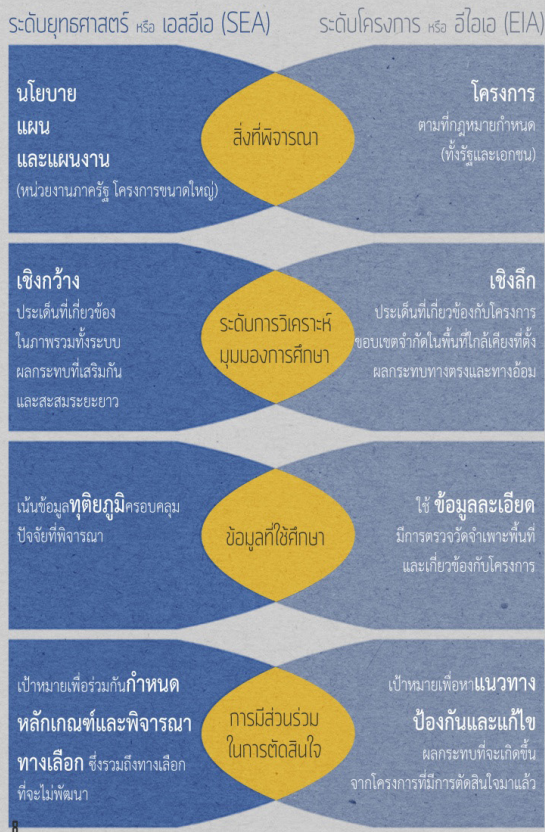 ระดับยุทธศาสตร์ หรือ เอสอีเอ (SEA)
ระดับโครงการ หรือ อีไอเอ (EIA)
นโยบาย
แผน
และแผนงาน
(หน่วยงานภาครัฐ โครงการขนาดใหญ่)
สิ่งที่พิจารณา
โครงการ
ตามที่กฎหมายกำหนด
(ทั้งรัฐและเอกชน)
เชิงกว้าง
ประเด็นที่เกี่ยวข้อง
ในภาพรวมทั้งระบบ
ผลกระทบที่เสริมกัน
และสะสมระยะยาว
ระดับการวิเคราะห์
มุมมองการศึกษา
เชิงลึก
ประเด็นที่เกี่ยวข้องกับโครงการ
ขอบเขตจำกัดในพื้นที่ใกล้เคียงที่ตั้ง
ผลกระทบทางตรงและทางอ้อม
เน้นข้อมูลทุติยภูมิครอบคลุม
ปัจจัยที่พิจารณา
ข้อมูลที่ใช้ศึกษา
ใช้ ข้อมูลละเอียด
มีการตรวจวัดจำเพาะพื้นที่
และเกี่ยวข้องกับโครงการ
เป้าหมายเพื่อร่วมกันกำหนด
หลักเกณฑ์และพิจารณา
ทางเลือก ซึ่งรวมถึงทางเลือก
ที่จะไม่พัฒนา
การมีส่วนร่วม
ในการตัดสินใจ
เป้าหมายเพื่อหาแนวทาง
ป้องกันและแก้ไข
ผลกระทบที่จะเกิดขึ้น
จากโครงการที่มีการตัดสินใจมาแล้ว
8